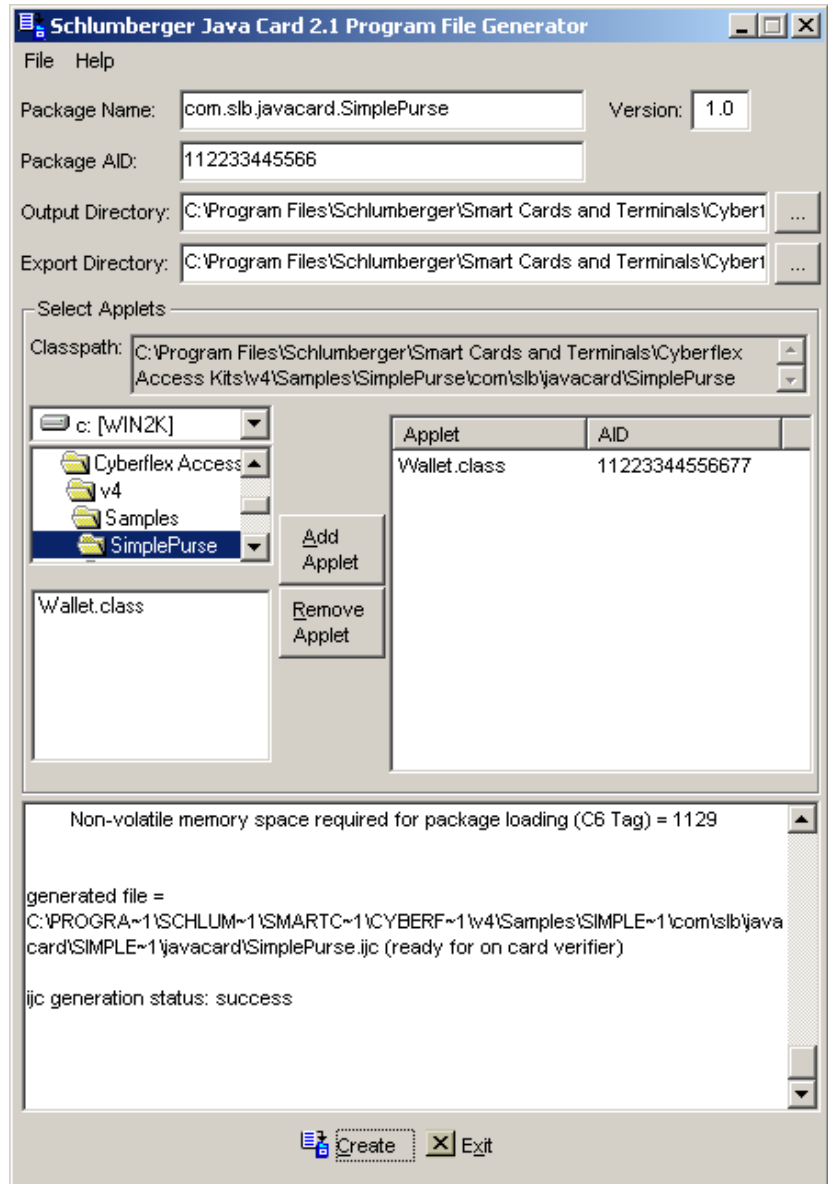 Schlumberger Java Card 2.1 Program File Generator
File Help
Package Name: com.slb.javacard.SimplePurse Version: 1.0
Package AID: 112233445566
Output Directory: C:\Program Files\Schlumberger\Smart Cards and Terminals\Cyberf ...
Export Directory: C:\Program Files\Schlumberger\Smart Cards and Terminals\Cyberf ...
Select Applets
Classpath: C:\Program Files\Schlumberger\Smart Cards and Terminals\Cyberflex
Access Kits\v4\Samples\SimplePurse\com\slb\javacard\SimplePurse
c: [WIN2K]
Cyberflex Access
v4
Samples
SimplePurse
Wallet.class
Add
Applet
Remove
Applet
Applet AID
Wallet.class 11223344556677
Non-volatile memory space required for package loading (C6 Tag) = 1129
generated file =
C:\PROGRA~1\SCHLUM~1\SMARTC~1\CYBERF~1\v4\Samples\SIMPLE~1\com\slb\java
card\SIMPLE~1\javacard\SimplePurse.ijc (ready for on card verifier)
ijc generation status: success
Create Exit